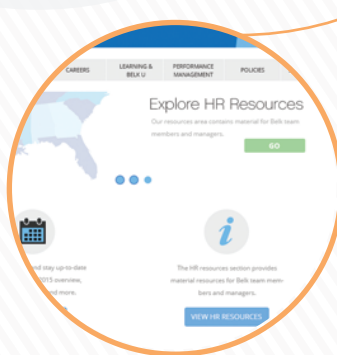 CAREERS
LEARNING &
BELK U
PERFORMANCE
MANAGEMENT
POLICIES
Explore HR Resources
Our resources area contains material for Belk team
members and managers.
GO
nd stay up-to-date
2015 overview,
nd more.
i
The HR resources section provides
material resources for Belk team mem-
bers and managers.
VIEW HR RESOURCES